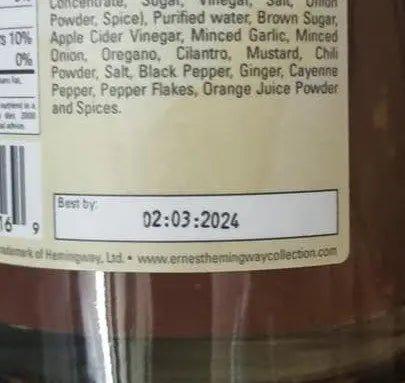 Concentrate, Sugar, Vinegar, Salt, Onion
Powder, Spice), Purified water, Brown Sugar,
Apple Cider Vinegar, Minced Garlic, Minced
Onion, Oregano, Cilantro, Mustard, Chili
Powder, Salt, Black Pepper, Ginger, Cayenne
Pepper, Pepper Flakes, Orange Juice Powder
and Spices.
10%
0%
Best by:
02:03:2024
16 9
of Hemingway, Ltd. • www.ernesthemingwaycollection.com